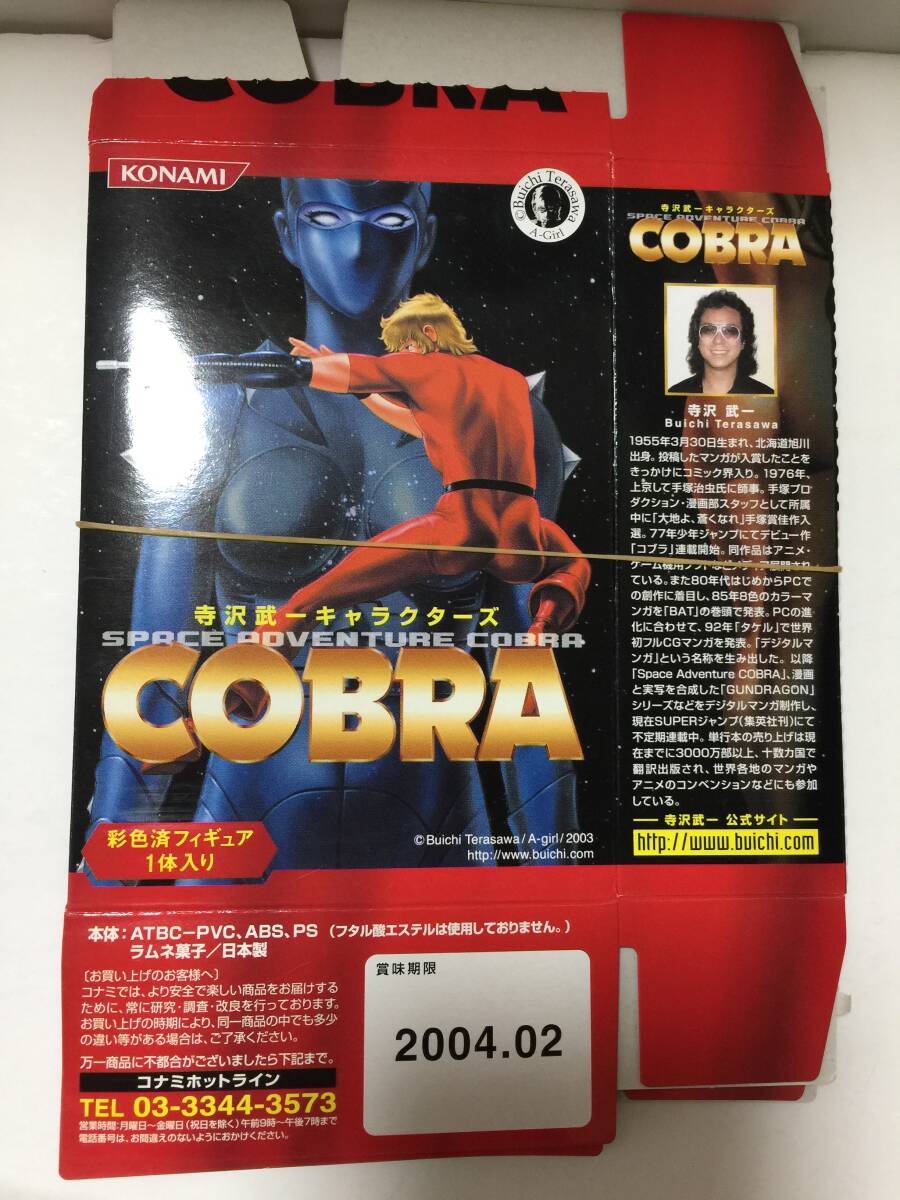 COBRA
KONAMI
©Buichi Terasawa
A-Girl
寺沢武一キャラクターズ
SPACE ADVENTURE COBRA
COBRA
彩色済フィギュア
1体入り
©Buichi Terasawa/A-girl/2003
http://www.buichi.com
寺沢武一キャラクターズ
SPACE ADVENTURE COBRA
COBRA
寺沢 武一
Buichi Terasawa
1955年3月30日生まれ、北海道旭川
出身。投稿したマンガが入賞したことを
きっかけにコミック界入り。1976年、
上京して手塚治虫氏に師事。手塚プロ
ダクション・漫画部スタッフとして所属
中に「大地よ、蒼くなれ」手塚賞佳作入
選。77年少年ジャンプにてデビュー作
「コブラ」連載開始。同作品はアニメ・
ゲーム機用ソフトなど
展開され
ている。また80年代はじめからPCで
の創作に着目し、85年8色のカラーマ
ンガを「BAT」の巻頭で発表。PCの進
化に合わせて、92年「タケル」で世界
初フルCGマンガを発表。「デジタルマ
ンガ」という名称を生み出した。以降
「Space Adventure COBRA」、漫画
と実写を合成した「GUNDRAGON」
シリーズなどをデジタルマンガ制作し、
現在SUPERジャンプ(集英社刊)にて
不定期連載中。単行本の売り上げは現
在までに3000万部以上、十数カ国で
翻訳出版され、世界各地のマンガや
アニメのコンベンションなどにも参加
している。
寺沢武一 公式サイト
http://www.buichi.com
本体:ATBC-PVC、ABS、PS (フタル酸エステルは使用しておりません。)
ラムネ菓子/日本製
〔お買い上げのお客様へ〕
コナミでは、より安全で楽しい商品をお届けする
ために、常に研究・調査・改良を行っております。
お買い上げの時期により、同一商品の中でも多少
の違い等がある場合は、ご了承ください。
万一商品に不都合がございましたら下記まで。
コナミホットライン
TEL 03-3344-3573
営業時間:月曜日~金曜日(祝日を除く)午前9時~午後7時まで
電話番号は、お間違えのないようにおかけください。
賞味期限
2004.02